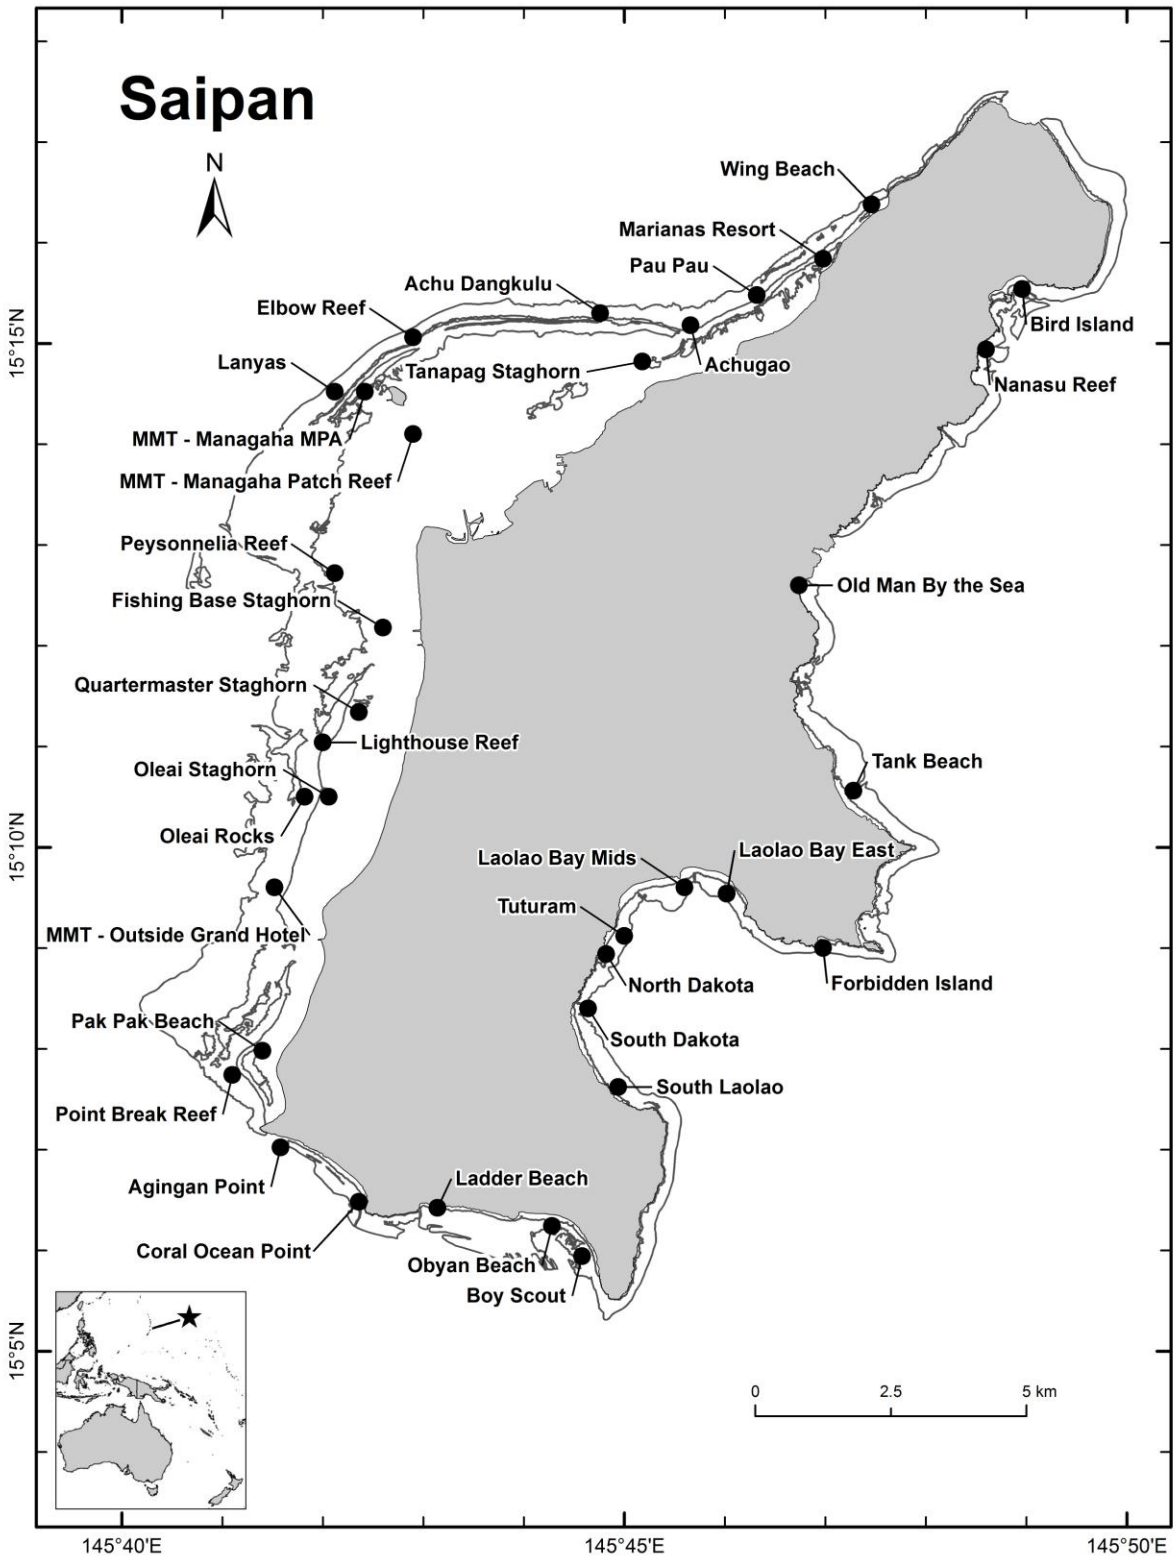 Saipan
N
Wing Beach
Marianas Resort
Pau Pau
Achu Dangkulu
Elbow Reef
Bird Island
15°15'N
Lanyas
Tanapag Staghorn
Achugao
Nanasu Reef
MMT - Managaha MPA
MMT - Managaha Patch Reef
Peysonnelia Reef
Old Man By the Sea
Fishing Base Staghorn
Quartermaster Staghorn
Lighthouse Reef
Tank Beach
Oleai Staghorn
Oleai Rocks
15°10'N
Laolao Bay Mids
Laolao Bay East
Tuturam
MMT - Outside Grand Hotel
North Dakota
Forbidden Island
Pak Pak Beach
South Dakota
South Laolao
Point Break Reef
Agingan Point
Ladder Beach
Coral Ocean Point
Obyan Beach
Boy Scout
15°5'N
0 2.5 5 km
145°40'E 145°45'E 145°50'E